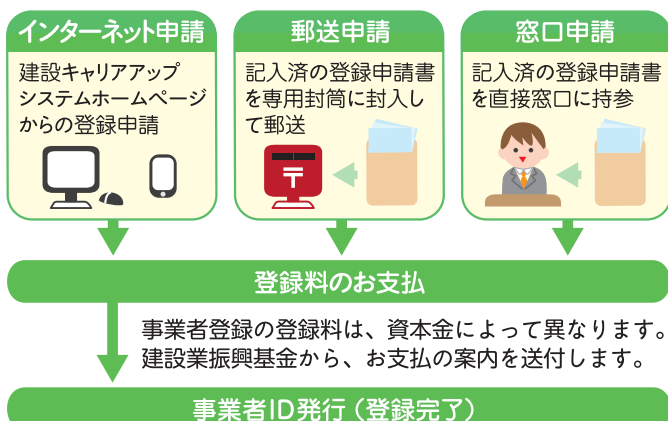 インターネット申請
建設キャリアアップ
システムホームページ
からの登録申請
郵送申請
記入済の登録申請書
を専用封筒に封入し
て郵送
〒
窓口申請
記入済の登録申請書
を直接窓口に持参
登録料のお支払
事業者登録の登録料は、資本金によって異なります。
建設業振興基金から、お支払の案内を送付します。
事業者ID発行（登録完了）